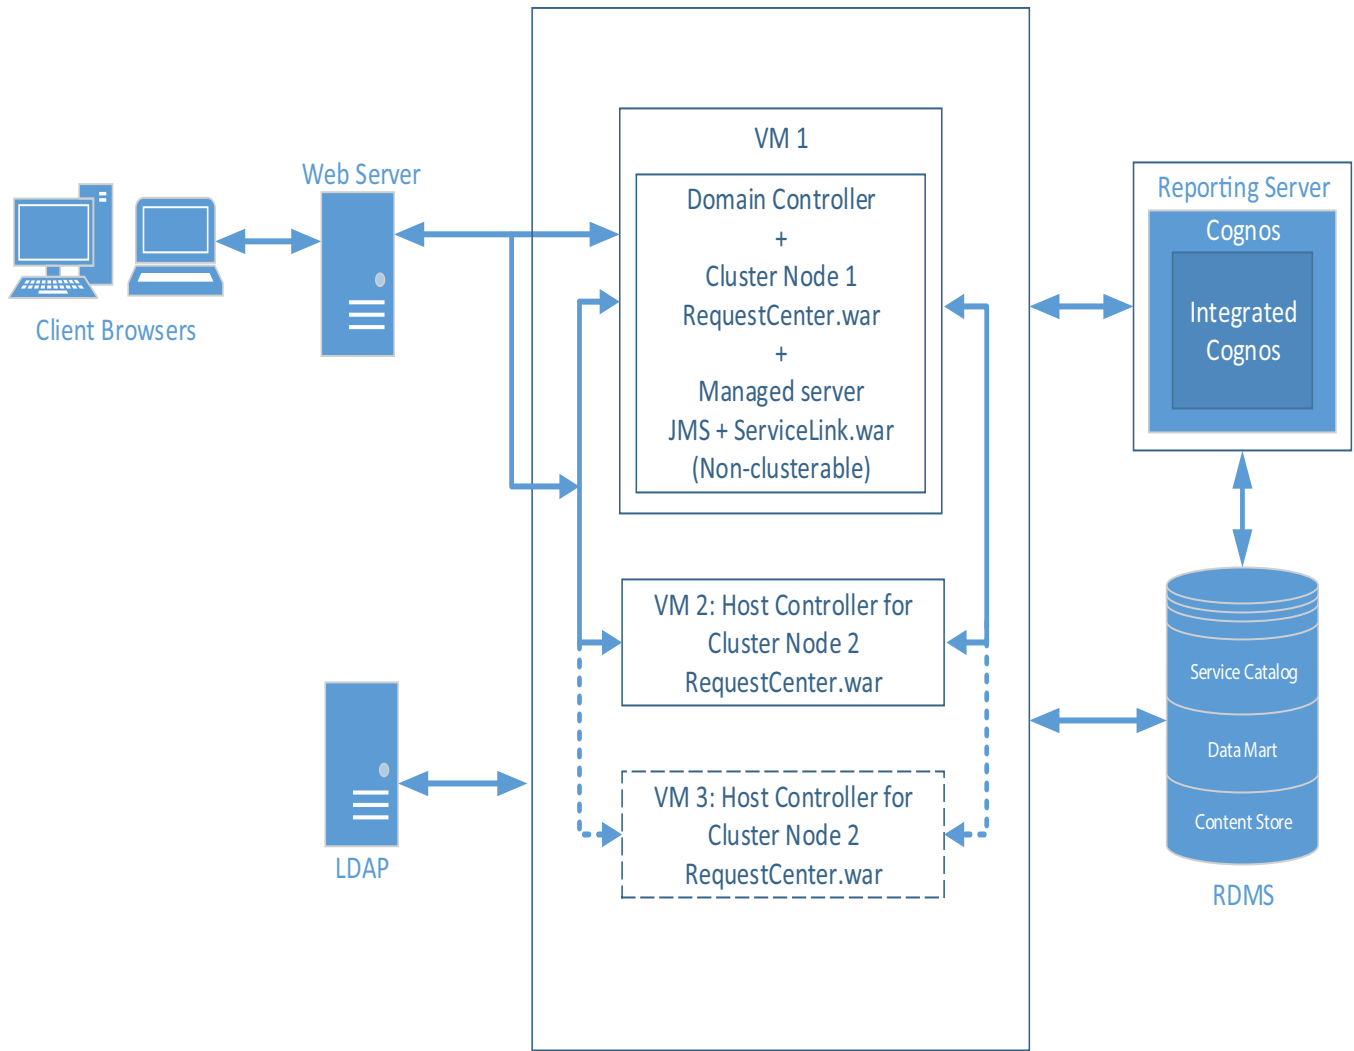 Web Server
Client Browsers
LDAP
VM 1
Domain Controller
+
Cluster Node 1
RequestCenter.war
+
Managed server
JMS + ServiceLink.war
(Non-clusterable)
VM 2: Host Controller for
Cluster Node 2
RequestCenter.war
VM 3: Host Controller for
Cluster Node 2
RequestCenter.war
Reporting Server
Cognos
Integrated
Cognos
Service Catalog
Data Mart
Content Store
RDMS